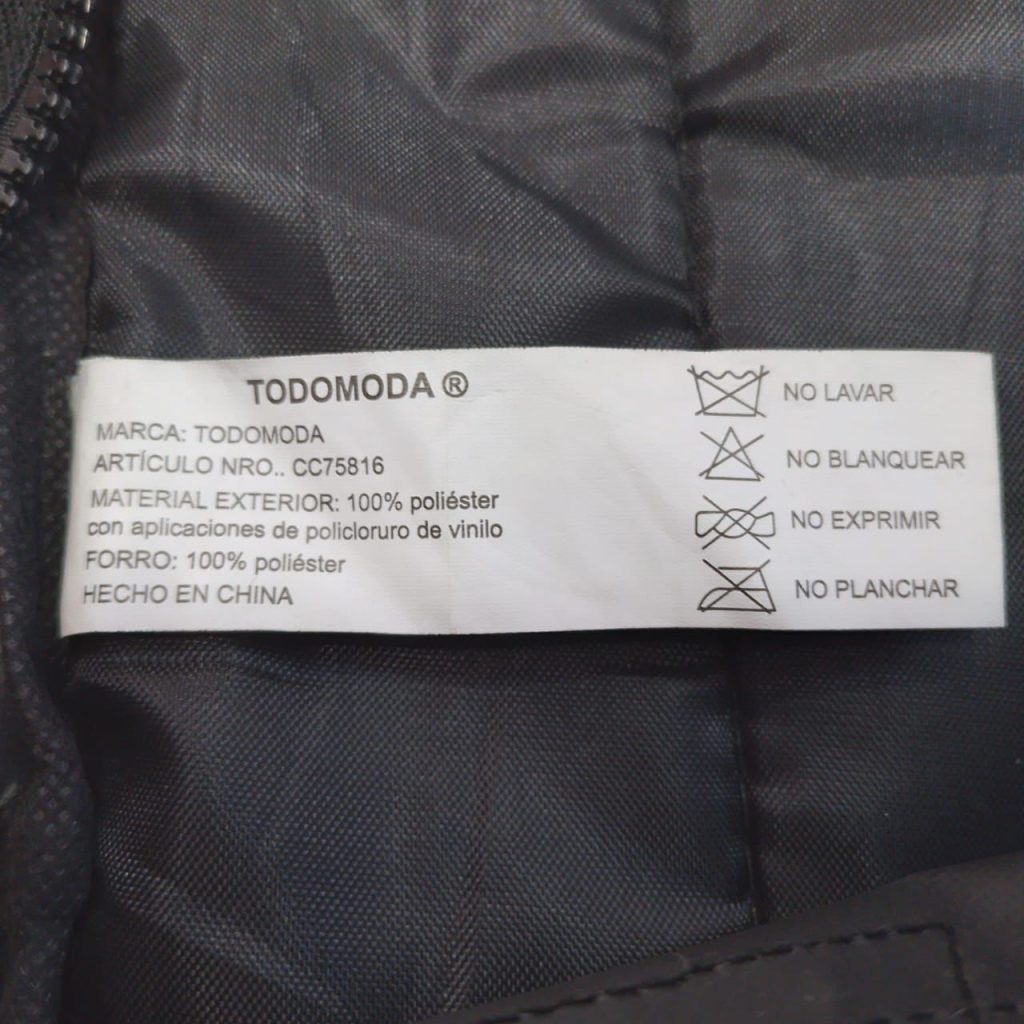 TODOMODA ®
MARCA: TODOMODA
ARTÍCULO NRO.. CC75816
MATERIAL EXTERIOR: 100% poliéster
con aplicaciones de policloruro de vinilo
FORRO: 100% poliéster
HECHO EN CHINA
NO LAVAR
NO BLANQUEAR
NO EXPRIMIR
NO PLANCHAR